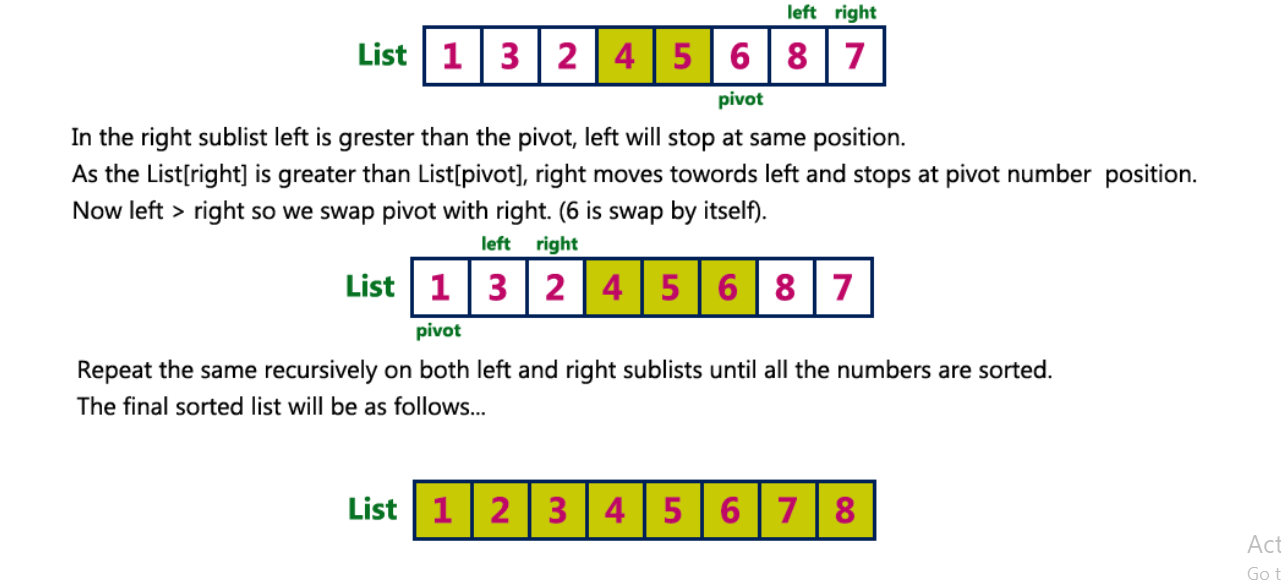 left right
List 1 3 2 4 5 6 8 7
pivot
In the right sublist left is grester than the pivot, left will stop at same position.
As the List[right] is greater than List[pivot], right moves towords left and stops at pivot number position.
Now left > right so we swap pivot with right. (6 is swap by itself).
left right
List 1 3 2 4 5 6 8 7
pivot
Repeat the same recursively on both left and right sublists until all the numbers are sorted.
The final sorted list will be as follows...
List 1 2 3 4 5 6 7 8
Act
Go t